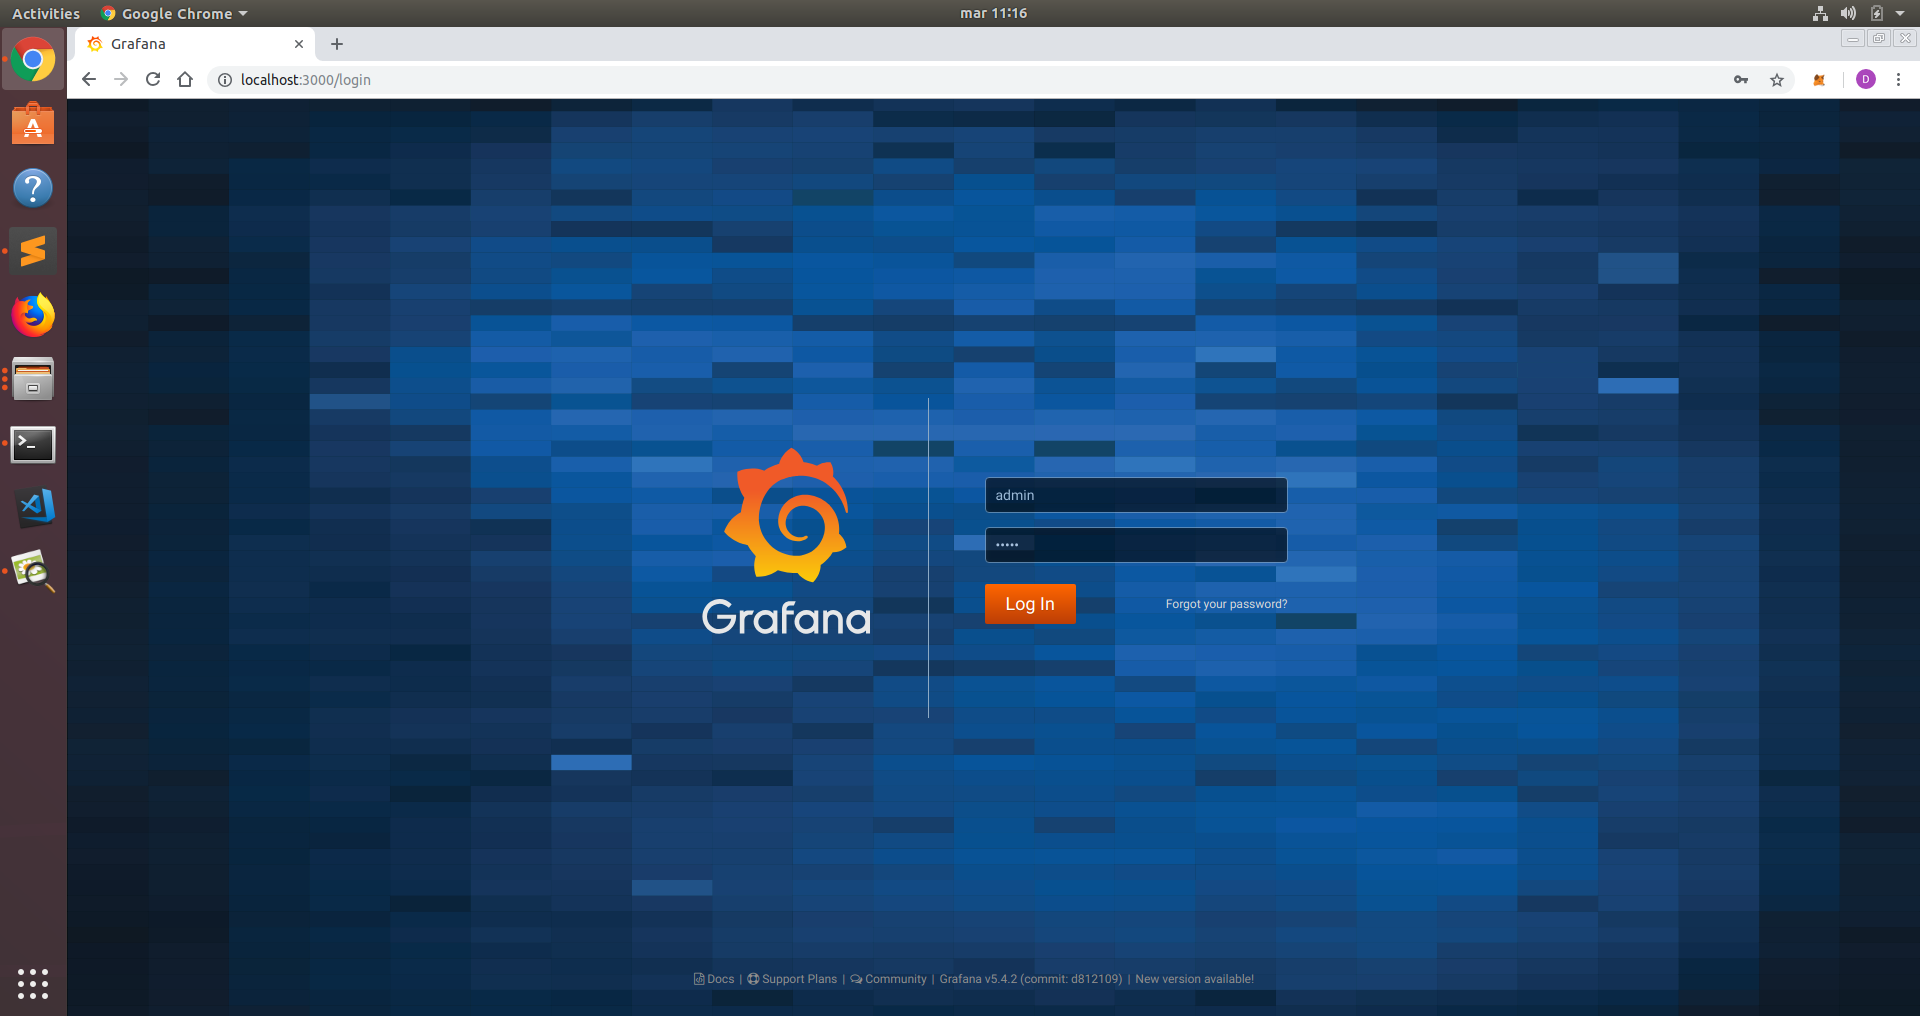 Activities Google Chrome mar 11:16
Grafana
localhost:3000/login D
admin
•••••
Log In Forgot your password?
Grafana
Docs | Support Plans | Community | Grafana v5.4.2 (commit: d812109) | New version available!